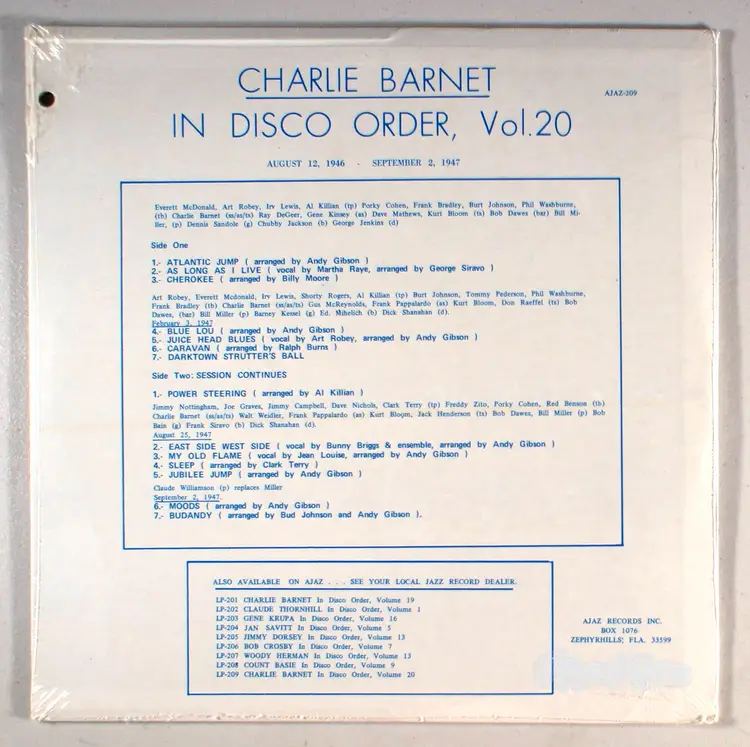 CHARLIE BARNET
AJAZ-209
IN DISCO ORDER, Vol.20
AUGUST 12, 1946 - SEPTEMBER 2, 1947
Everett McDonald, Art Robey, Irv Lewis, Al Killian (tp) Porky Cohen, Frank Bradley, Burt Johnson, Phil Washburne,
(tb) Charlie Barnet (ss/as/ts) Ray DeGeer, Gene Kinsey (as) Dave Mathews, Kurt Bloom (ts) Bob Dawes (bar) Bill Mi-
ller, (p) Dennis Sandole (g) Chubby Jackson (b) George Jenkins (d)
Side One
1.- ATLANTIC JUMP ( arranged by Andy Gibson )
2.- AS LONG AS I LIVE ( vocal by Martha Raye, arranged by George Siravo )
3.- CHEROKEE ( arranged by Billy Moore )
Art Robey, Everett Mcdonald, Irv Lewis, Shorty Rogers, Al Killian (tp) Burt Johnson, Tommy Pederson, Phil Washburne,
Frank Bradley (tb) Charlie Barnet (ss/as/ts) Gus McReynolds, Frank Pappalardo (as) Kurt Bloom, Don Raeffel (ts) Bob
Dawes, (bar) Bill Miller (p) Barney Kessel (g) Ed. Mihelich (b) Dick Shanahan (d).
February 3, 1947
4.- BLUE LOU ( arranged by Andy Gibson )
5.- JUICE HEAD BLUES ( vocal by Art Robey, arranged by Andy Gibson )
6.- CARAVAN ( arranged by Ralph Burns )
7.- DARKTOWN STRUTTER'S BALL
Side Two: SESSION CONTINUES
1.- POWER STEERING ( arranged by Al Killian )
Jimmy Nottingham, Joe Graves, Jimmy Campbell, Dave Nichols, Clark Terry (tp) Freddy Zito, Porky Cohen, Red Benson (tb)
Charlie Barnet (ss/as/ts) Walt Weidler, Frank Pappalardo (as) Kurt Bloom, Jack Henderson (ts) Bob Dawes, Bill Miller (p) Bob
Bain (g) Frank Siravo (b) Dick Shanahan (d).
August 25, 1947
2.- EAST SIDE WEST SIDE ( vocal by Bunny Briggs & ensemble, arranged by Andy Gibson )
3.- MY OLD FLAME ( vocal by Jean Louise, arranged by Andy Gibson )
4.- SLEEP ( arranged by Clark Terry )
5.- JUBILEE JUMP ( arranged by Andy Gibson )
Claude Williamson (p) replaces Miller
September 2, 1947.
6.- MOODS ( arranged by Andy Gibson )
7.- BUDANDY ( arranged by Bud Johnson and Andy Gibson ).
ALSO AVAILABLE ON AJAZ . . . SEE YOUR LOCAL JAZZ RECORD DEALER.
LP-201 CHARLIE BARNET In Disco Order, Volume 19
LP-202 CLAUDE THORNHILL In Disco Order, Volume 1
LP-203 GENE KRUPA In Disco Order, Volume 16
LP-204 JAN SAVITT In Disco Order, Volume 5
LP-205 JIMMY DORSEY In Disco Order, Volume 13
LP-206 BOB CROSBY In Disco Order, Volume 7
LP-207 WOODY HERMAN In Disco Order, Volume 13
LP-208 COUNT BASIE In Disco Order, Volume 9
LP-209 CHARLIE BARNET In Disco Order, Volume 20
AJAZ RECORDS INC.
BOX 1076
ZEPHYRHILLS; FLA. 33599